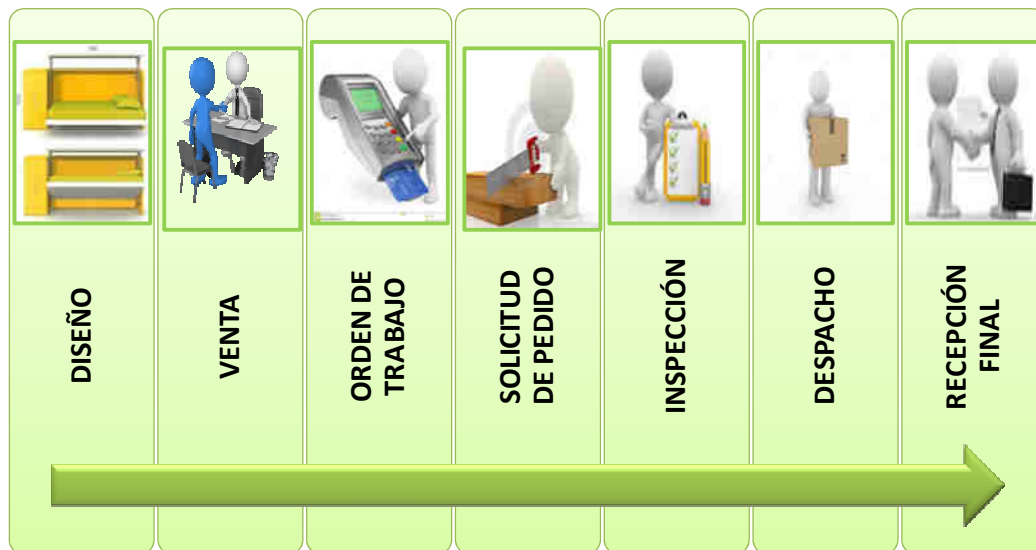 DISEÑO
VENTA
ORDEN DE
TRABAJO
SOLICITUD
DE PEDIDO
INSPECCIÓN
DESPACHO
RECEPCIÓN
FINAL